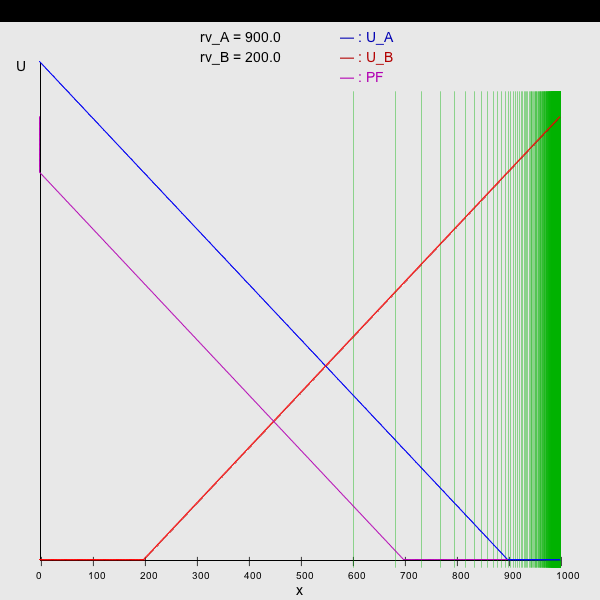 rv_A = 900.0 — : U_A
rv_B = 200.0 — : U_B
— : PF
U
0 100 200 300 400 500 600 700 800 900 1000
x